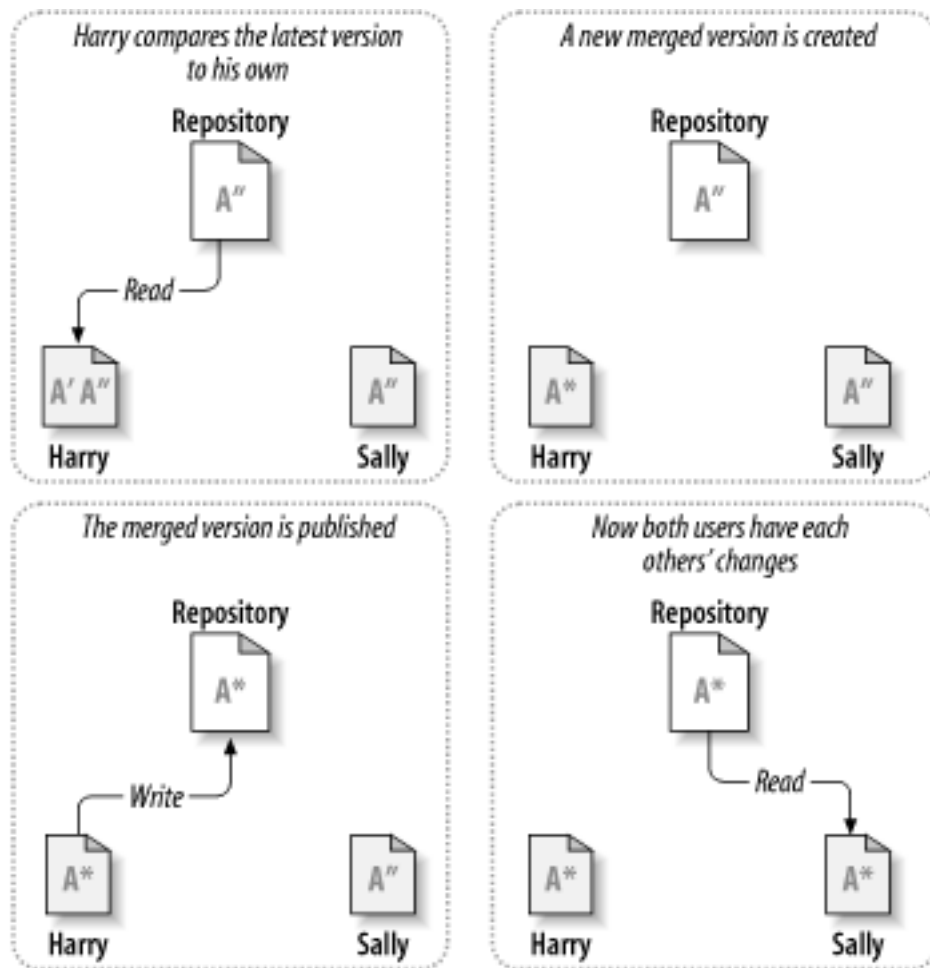 Harry compares the latest version
to his own
Repository
A″
Read
A′ A″
A″
Harry
Sally
A new merged version is created
Repository
A″
A*
A″
Harry
Sally
The merged version is published
Repository
A*
Write
A*
A″
Harry
Sally
Now both users have each
others’ changes
Repository
A*
Read
A*
A*
Harry
Sally